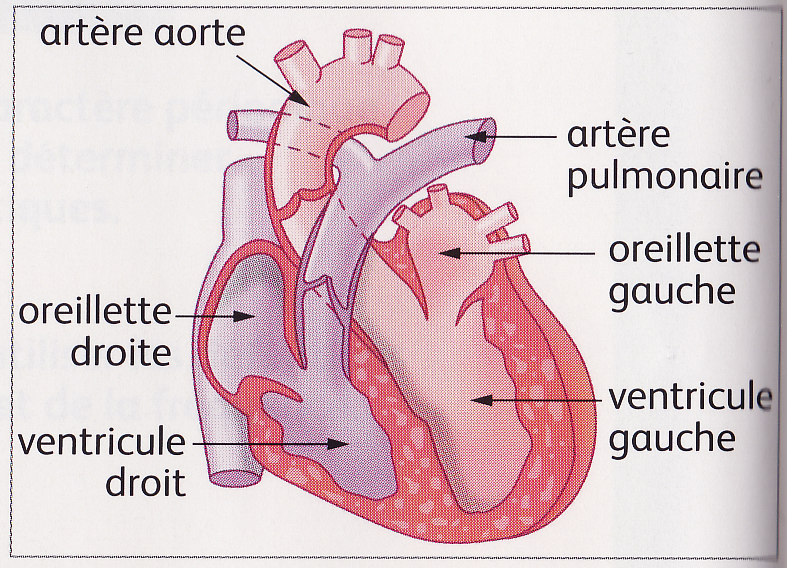 artère aorte
artère
pulmonaire
oreillette
gauche
oreillette
droite
ventricule
gauche
ventricule
droit